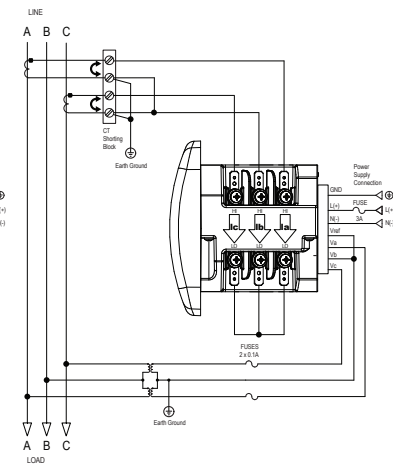 LINE
A B C
CT
Shorting
Block
Earth Ground
Power
Supply
Connection
GND
L(+)
FUSE
L(+)
N(-)
3A
N(-)
Vref
Va
Vb
Vc
HI HI HI
Ic Ib Ia
LO LO LO
FUSES
2 x 0.1A
Earth Ground
A B C
LOAD
(+)
(-)